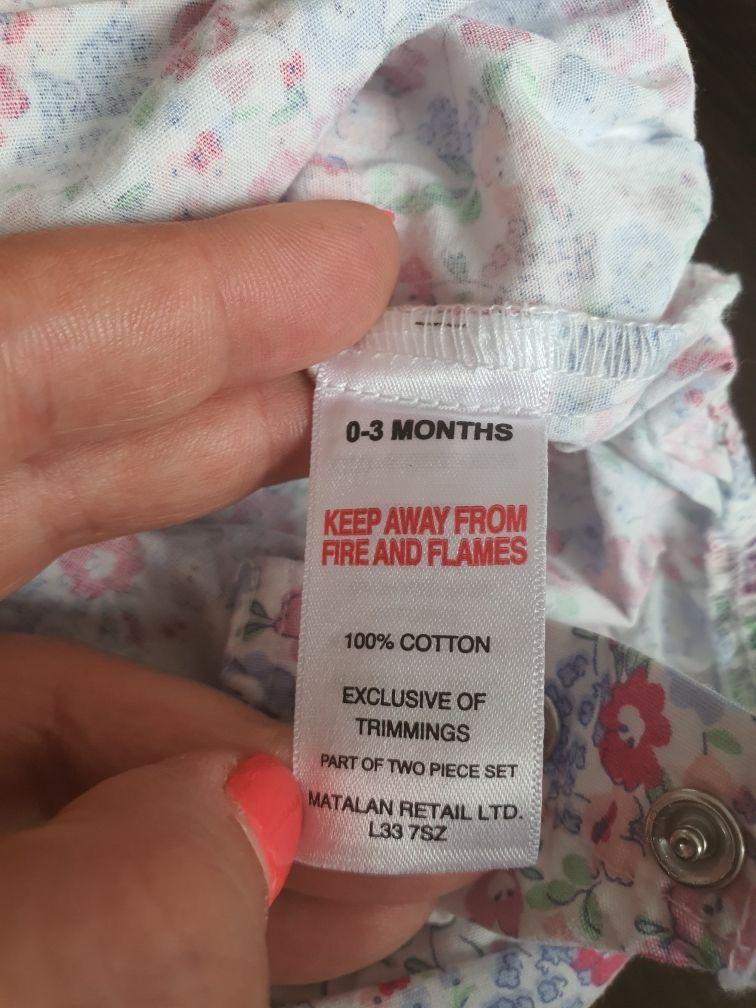 0-3 MONTHS
KEEP AWAY FROM
FIRE AND FLAMES
100% COTTON
EXCLUSIVE OF
TRIMMINGS
PART OF TWO PIECE SET
MATALAN RETAIL LTD.
L33 7SZ